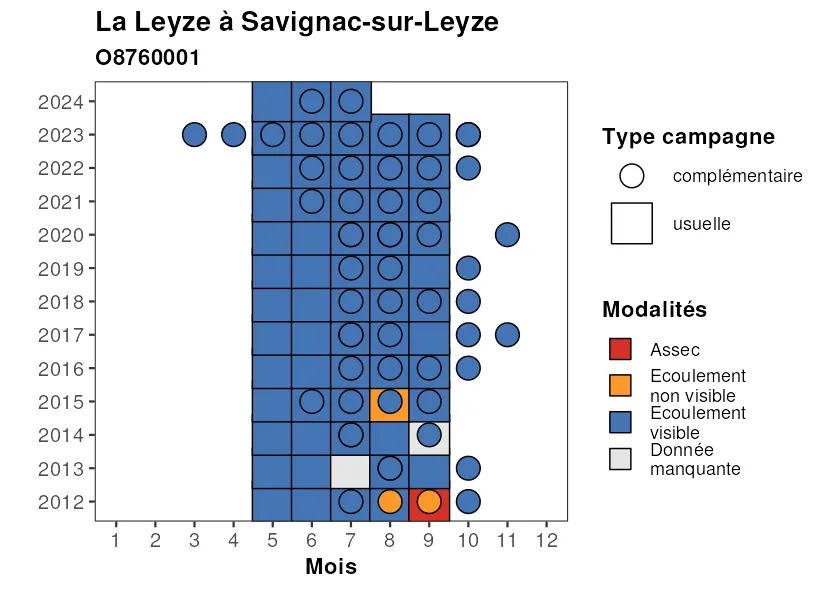 La Leyze à Savignac-sur-Leyze
O8760001
2024
2023
2022
2021
2020
2019
2018
2017
2016
2015
2014
2013
2012
1 2 3 4 5 6 7 8 9 10 11 12
Mois
Type campagne
complémentaire
usuelle
Modalités
Assec
Ecoulement
non visible
Ecoulement
visible
Donnée
manquante